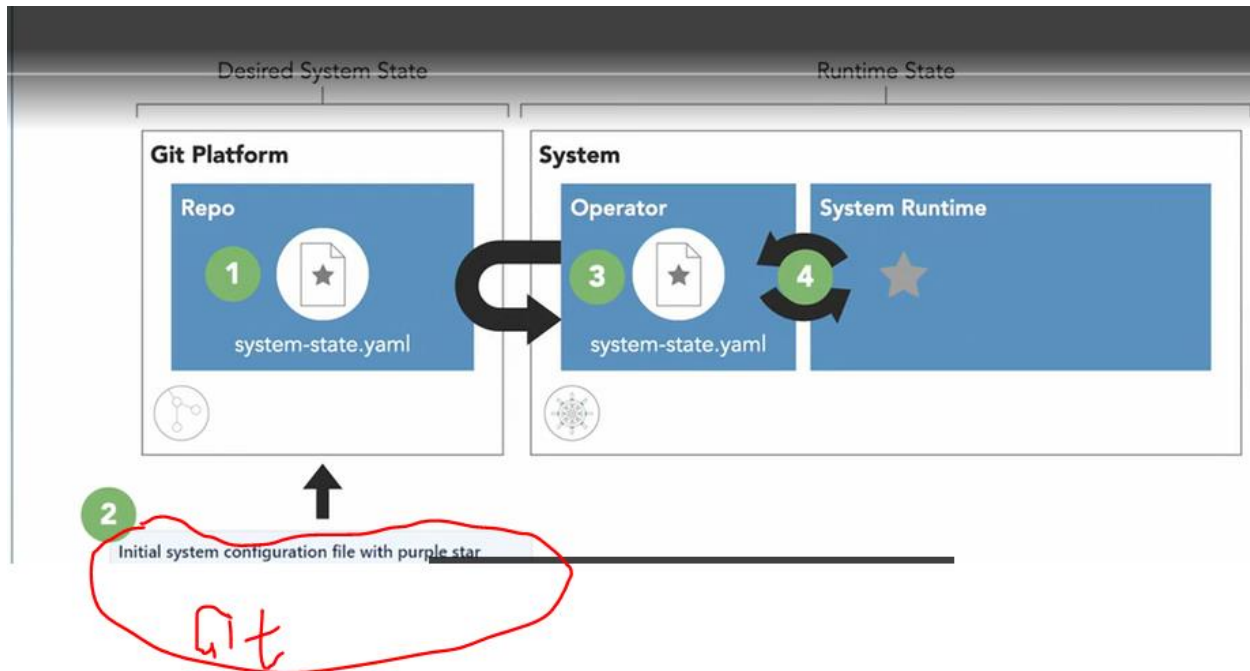 Desired System State
Runtime State
Git Platform
System
Repo
Operator
System Runtime
1
3
4
system-state.yaml
system-state.yaml
2
Initial system configuration file with purple star
Git